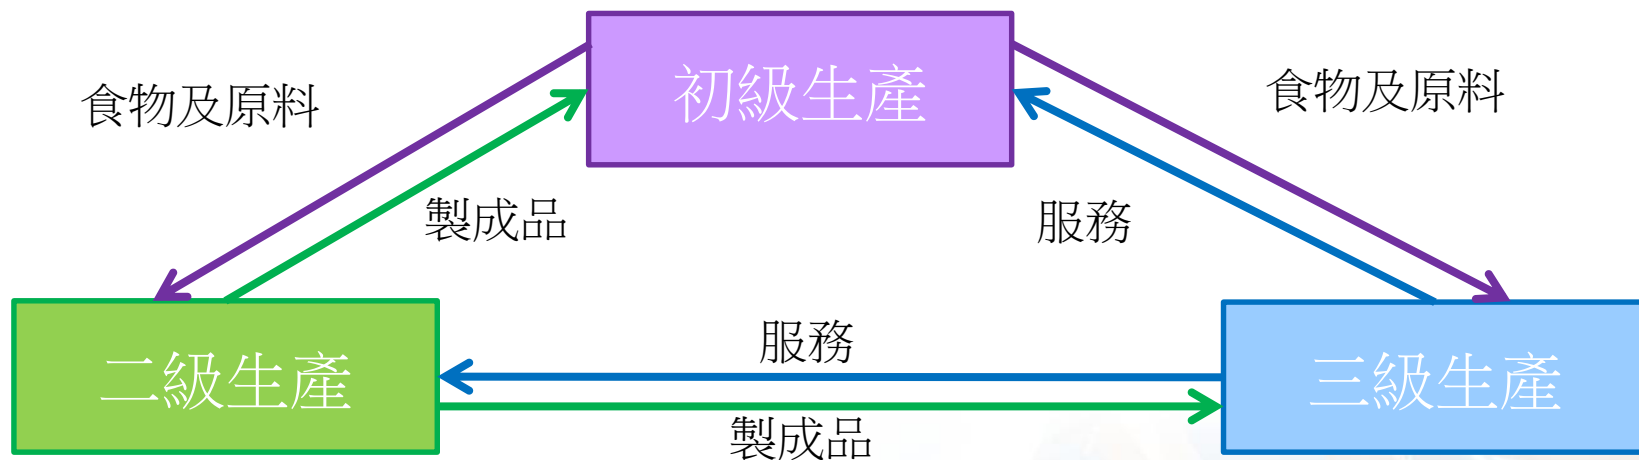 初級生產
食物及原料
食物及原料
製成品
服務
服務
二級生產
三級生產
製成品